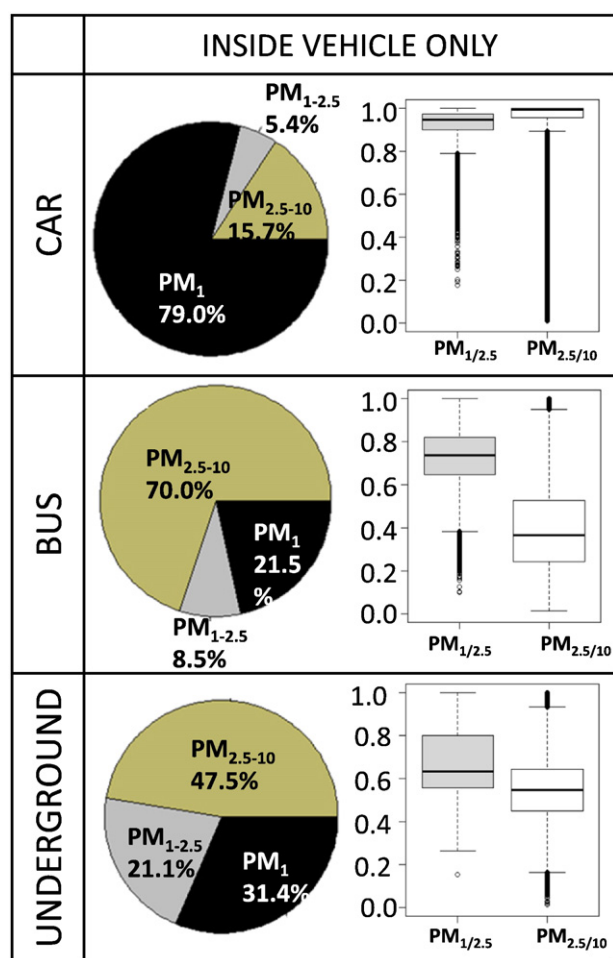 INSIDE VEHICLE ONLY
CAR
PM1-2.5
5.4%
PM2.5-10
15.7%
PM1
79.0%
1.0
0.8
0.6
0.4
0.2
0.0
PM1/2.5
PM2.5/10
BUS
PM2.5-10
70.0%
PM1
21.5
%
PM1-2.5
8.5%
1.0
0.8
0.6
0.4
0.2
0.0
PM1/2.5
PM2.5/10
UNDERGROUND
PM2.5-10
47.5%
PM1-2.5
21.1%
PM1
31.4%
1.0
0.8
0.6
0.4
0.2
0.0
PM1/2.5
PM2.5/10